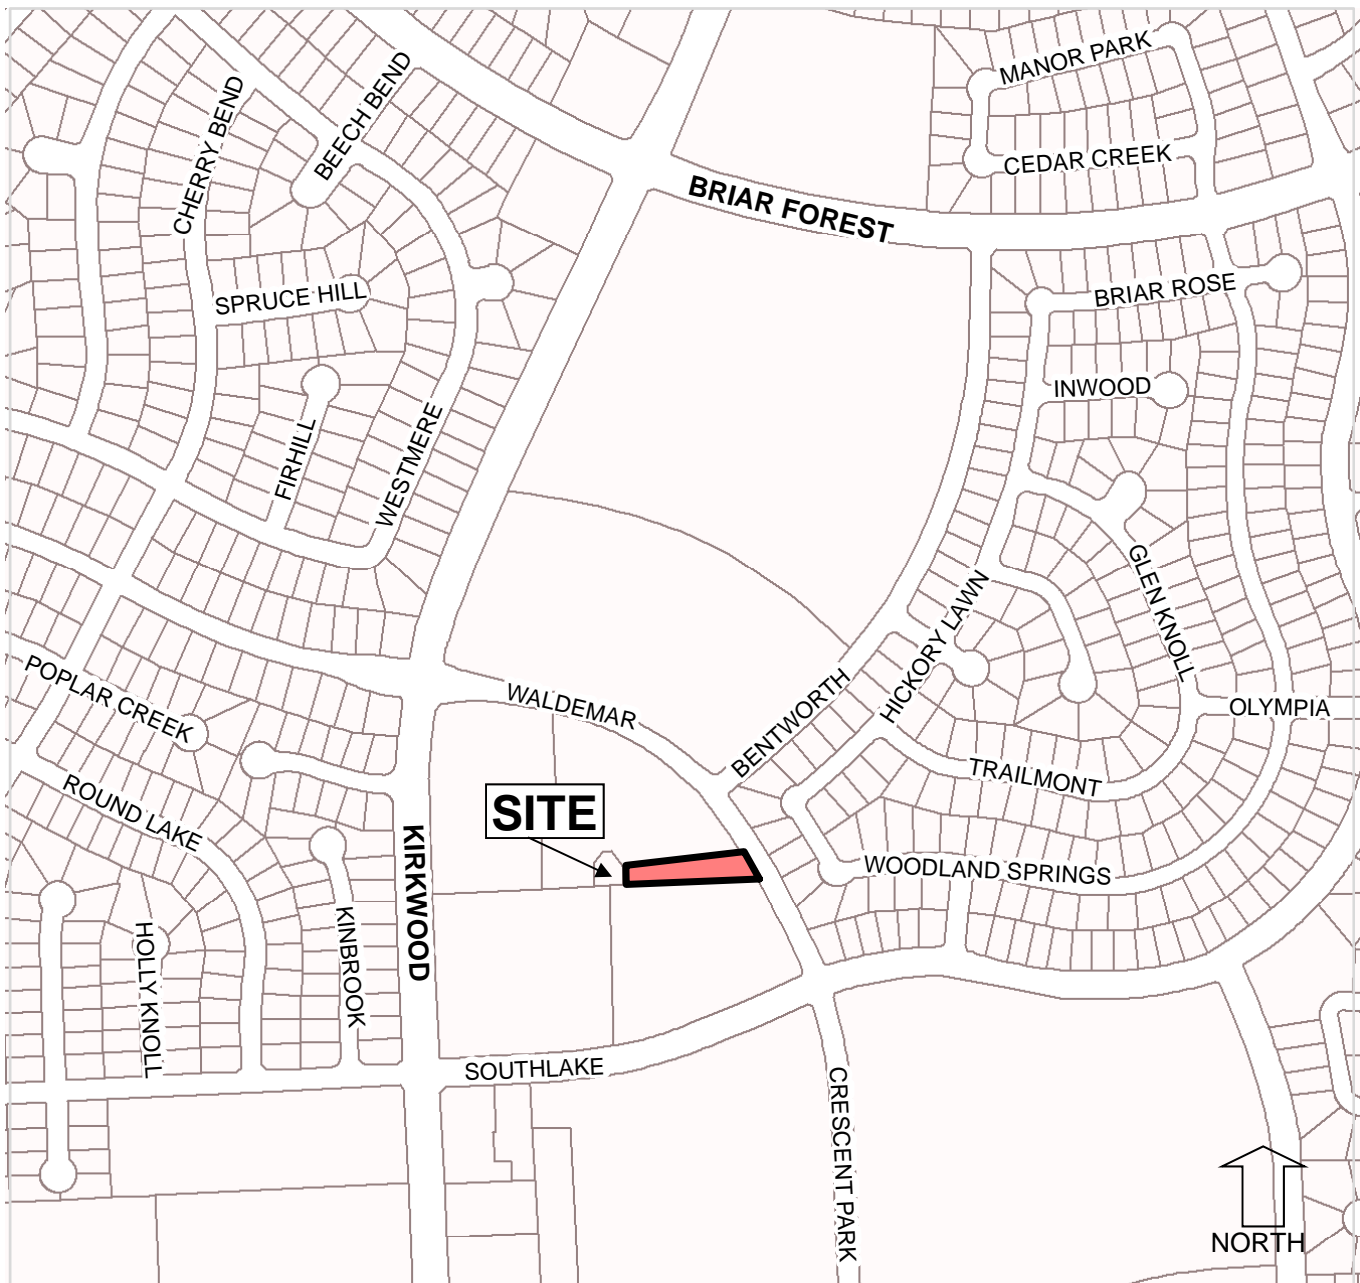 MANOR PARK
BEECH BEND
CHERRY BEND
CEDAR CREEK
BRIAR FOREST
SPRUCE HILL
BRIAR ROSE
INWOOD
FIRHILL
WESTMERE
GLEN KNOLL
HICKORY LAWN
POPLAR CREEK
WALDEMAR
BENTWORTH
OLYMPIA
TRAILMONT
ROUND LAKE
SITE
KIRKWOOD
WOODLAND SPRINGS
HOLLY KNOLL
KINBROOK
SOUTHLAKE
CRESCENT PARK
NORTH